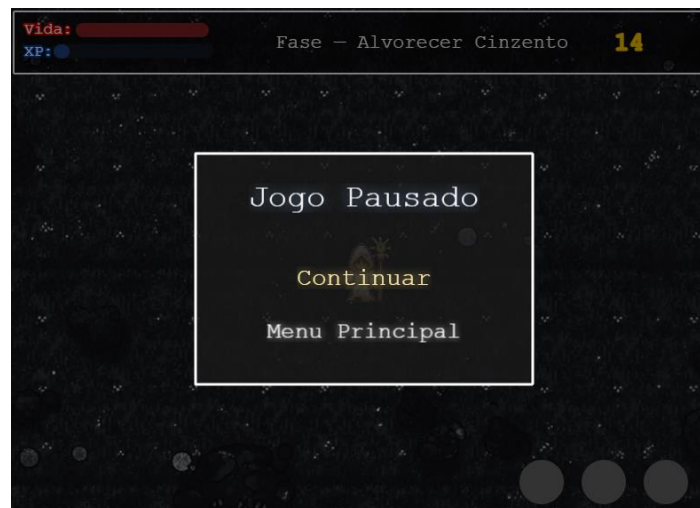 Vida:
Fase — Alvorecer Cinzento 14
XP:
Jogo Pausado
Continuar
Menu Principal